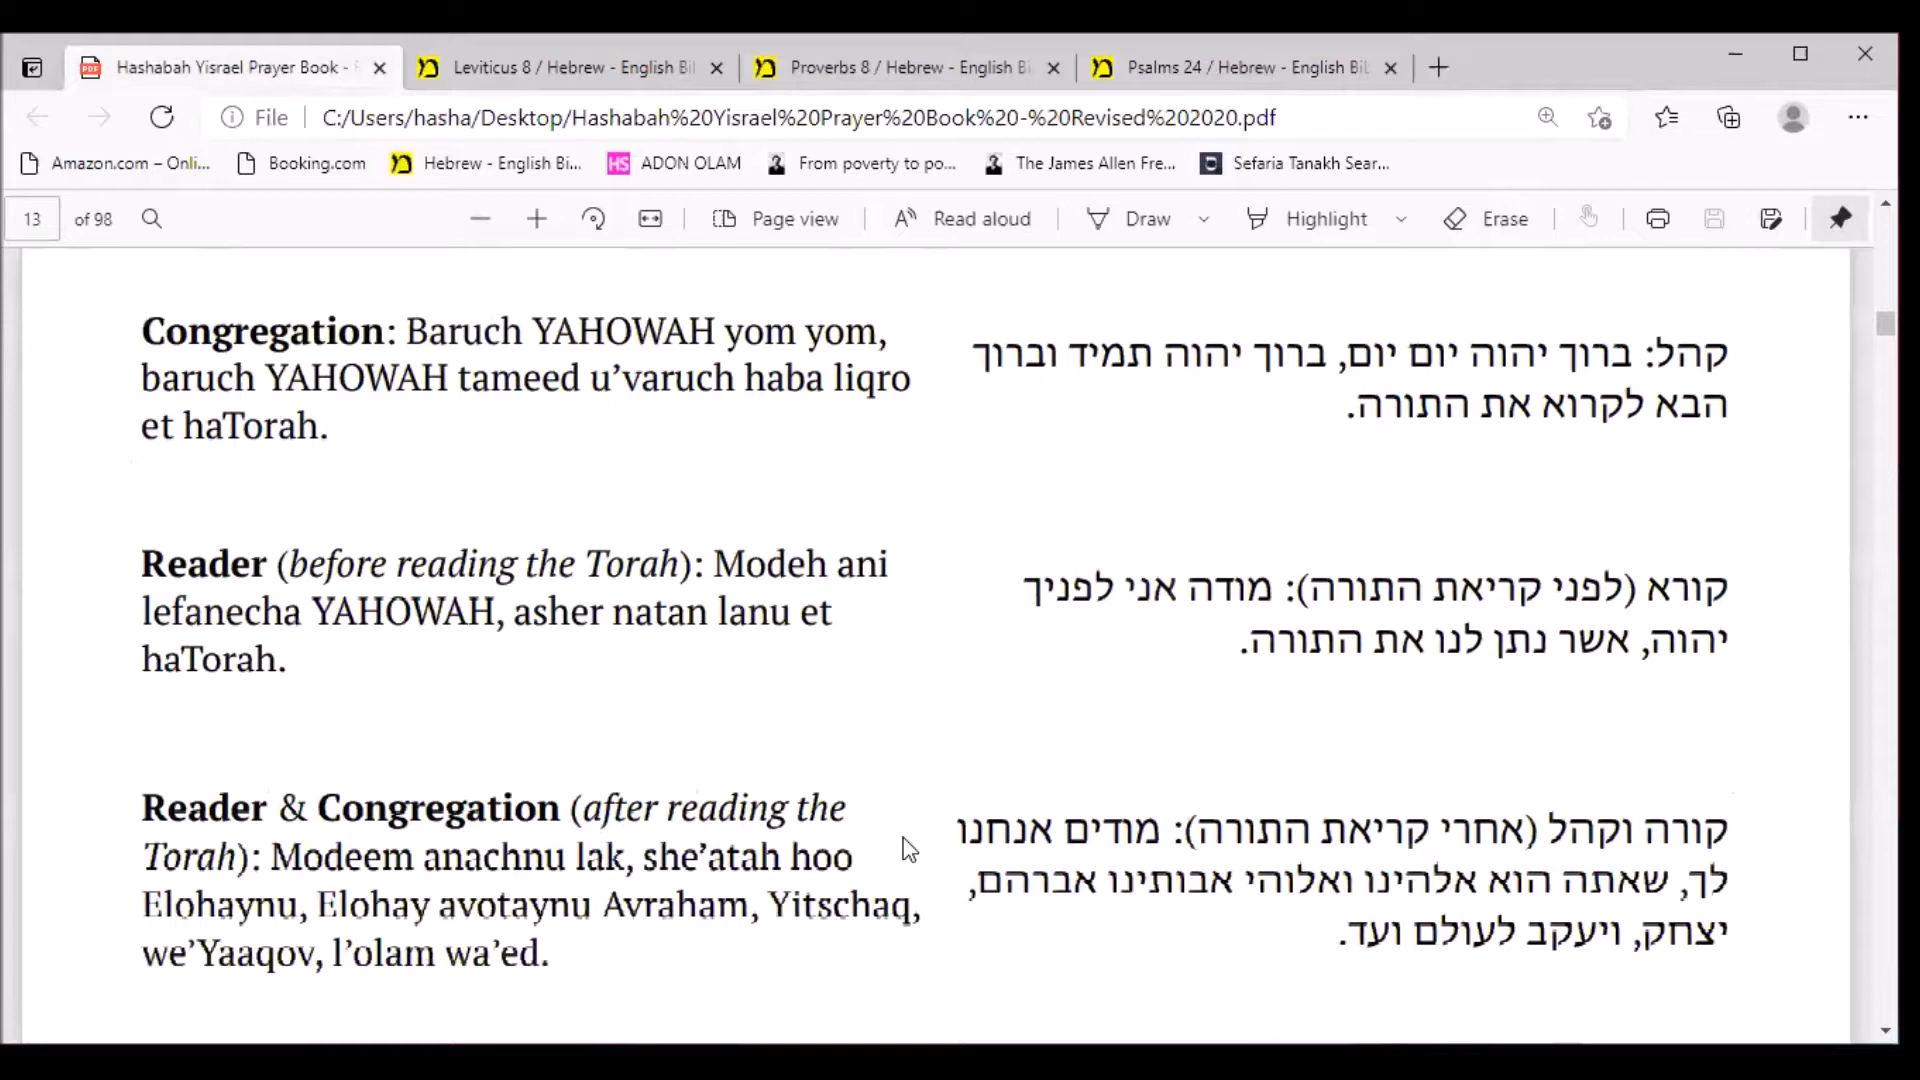 Hashabah Yisrael Prayer Book -
Leviticus 8 / Hebrew - English Bi
Proverbs 8 / Hebrew - English Bi
Psalms 24 / Hebrew - English Bib
File
C:/Users/hasha/Desktop/Hashabah%20Yisrael%20Prayer%20Book%20-%20Revised%202020.pdf
Amazon.com – Onli...
Booking.com
Hebrew - English Bi...
HS ADON OLAM
From poverty to po...
The James Allen Fre...
Sefaria Tanakh Sear...
13 of 98
Page view
Read aloud
Draw
Highlight
Erase
Congregation: Baruch YAHOWAH yom yom,
baruch YAHOWAH tameed u’varuch haba liqro
et haTorah.
קהל: ברוך יהוה יום יום, ברוך יהוה תמיד וברוך
הבא לקרוא את התורה.
Reader (before reading the Torah): Modeh ani
lefanecha YAHOWAH, asher natan lanu et
haTorah.
קורא (לפני קריאת התורה): מודה אני לפניך
יהוה, אשר נתן לנו את התורה.
Reader & Congregation (after reading the
Torah): Modeem anachnu lak, she’atah hoo
Elohaynu, Elohay avotaynu Avraham, Yitschaq,
we’Yaaqov, l’olam wa’ed.
קורה וקהל (אחרי קריאת התורה): מודים אנחנו
לך, שאתה הוא אלהינו ואלוהי אבותינו אברהם,
יצחק, ויעקב לעולם ועד.